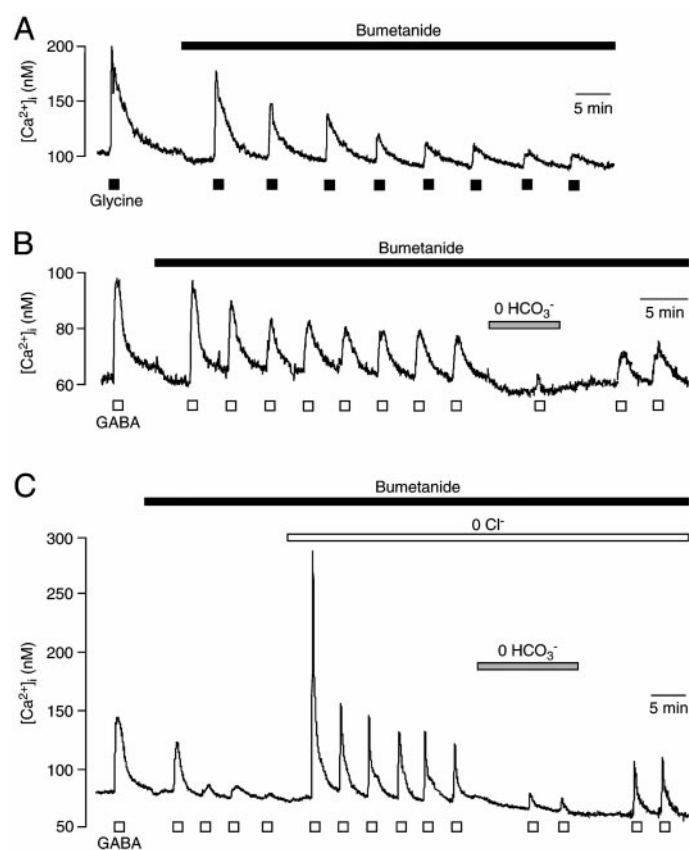 A
Bumetanide
[Ca²⁺]ᵢ (nM)
200
150
100
5 min
Glycine
B
Bumetanide
[Ca²⁺]ᵢ (nM)
100
80
60
0 HCO₃⁻
5 min
GABA
C
Bumetanide
0 Cl⁻
[Ca²⁺]ᵢ (nM)
300
250
200
150
100
50
0 HCO₃⁻
5 min
GABA